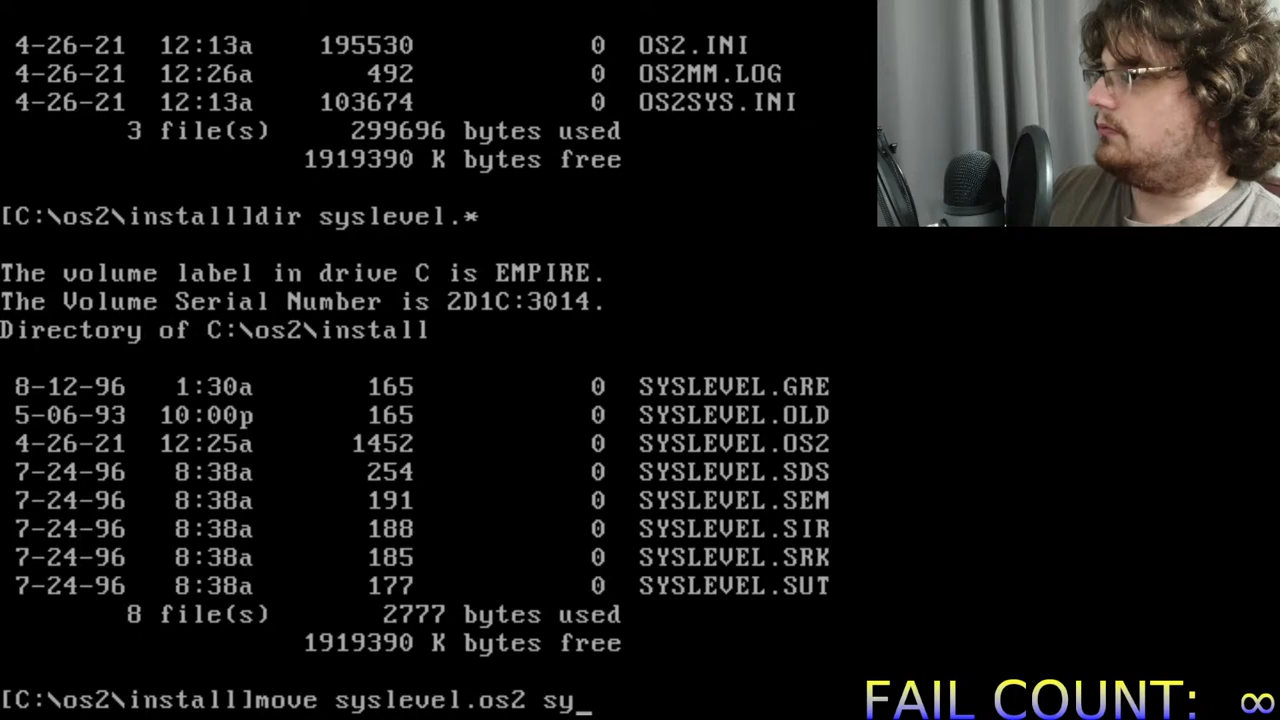 4-26-21 12:13a 195530 0 OS2.INI
4-26-21 12:26a 492 0 OS2MM.LOG
4-26-21 12:13a 103674 0 OS2SYS.INI
3 file(s) 299696 bytes used
1919390 K bytes free
[C:\os2\install]dir syslevel.*
The volume label in drive C is EMPIRE.
The Volume Serial Number is 2D1C:3014.
Directory of C:\os2\install
8-12-96 1:30a 165 0 SYSLEVEL.GRE
5-06-93 10:00p 165 0 SYSLEVEL.OLD
4-26-21 12:25a 1452 0 SYSLEVEL.OS2
7-24-96 8:38a 254 0 SYSLEVEL.SDS
7-24-96 8:38a 191 0 SYSLEVEL.SEM
7-24-96 8:38a 188 0 SYSLEVEL.SIR
7-24-96 8:38a 185 0 SYSLEVEL.SRK
7-24-96 8:38a 177 0 SYSLEVEL.SUT
8 file(s) 2777 bytes used
1919390 K bytes free
[C:\os2\install]move syslevel.os2 sy_
FAIL COUNT: ∞